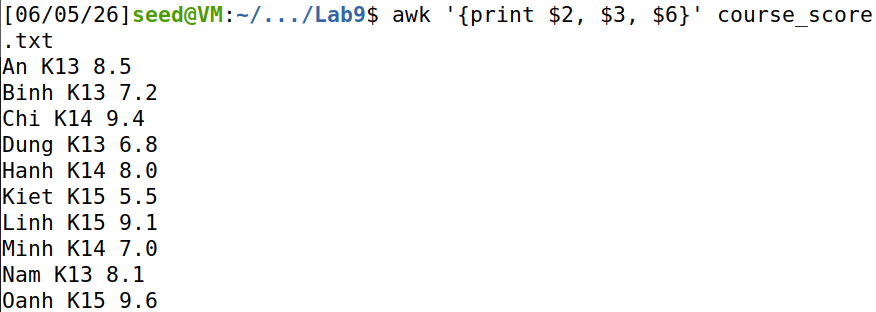 [06/05/26]seed@VM:~/.../Lab9$ awk '{print $2, $3, $6}' course_score
.txt
An K13 8.5
Binh K13 7.2
Chi K14 9.4
Dung K13 6.8
Hanh K14 8.0
Kiet K15 5.5
Linh K15 9.1
Minh K14 7.0
Nam K13 8.1
Oanh K15 9.6